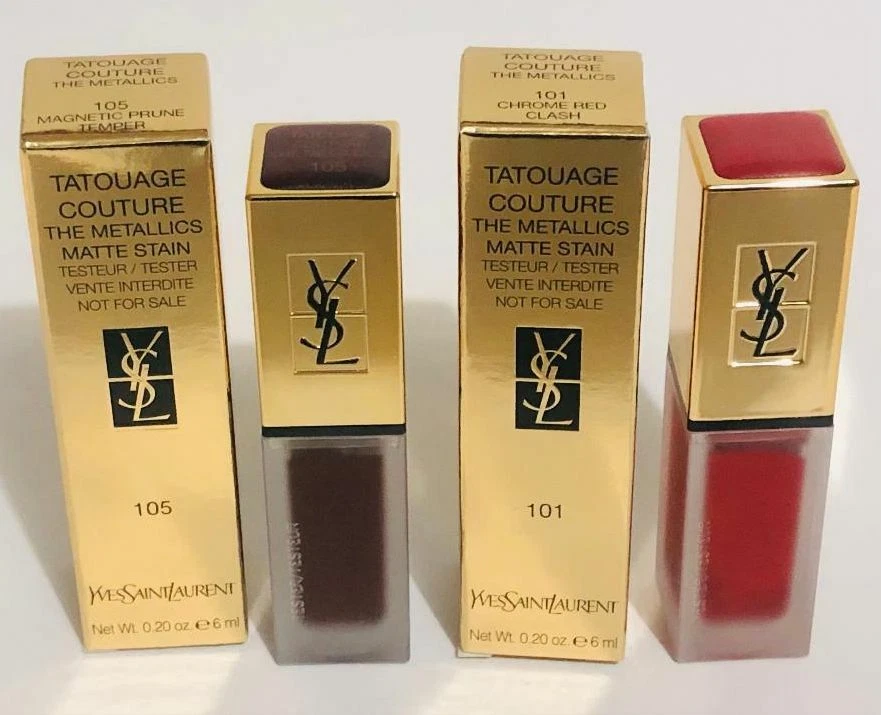 TATOUAGE
COUTURE
THE METALLICS
105
MAGNETIC PRUNE
TEMPER
TATOUAGE
COUTURE
THE METALLICS
MATTE STAIN
TESTEUR / TESTER
VENTE INTERDITE
NOT FOR SALE
YSL
105
YVESSAINTLAURENT
Net Wt. 0.20 oz. e 6 ml
105
YSL
TESTER/TESTEUR
TATOUAGE
COUTURE
THE METALLICS
101
CHROME RED
CLASH
TATOUAGE
COUTURE
THE METALLICS
MATTE STAIN
TESTEUR / TESTER
VENTE INTERDITE
NOT FOR SALE
YSL
101
YVESSAINTLAURENT
Net Wt. 0.20 oz. e 6 ml
YSL